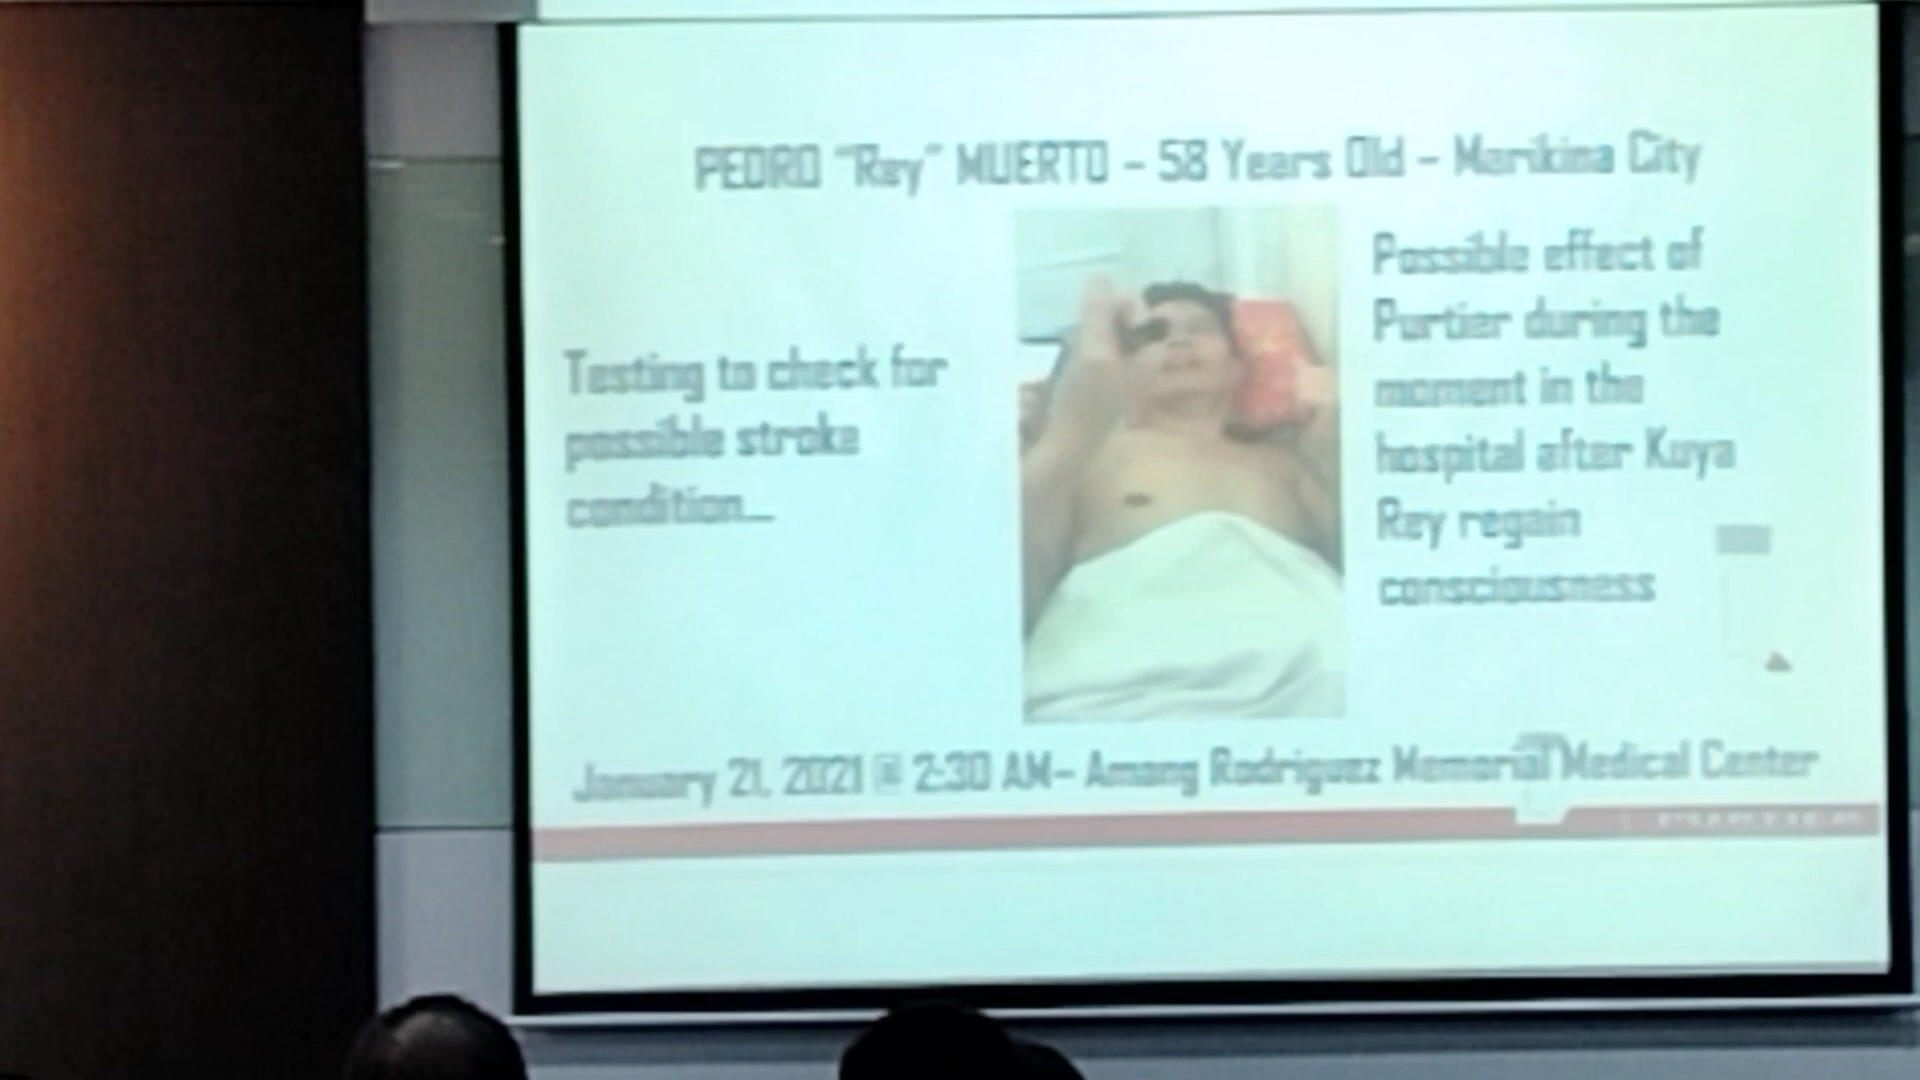 PEDRO "Rey" MUERTO - 58 Years Old - Marikina City
Testing to check for
possible stroke
condition...
Possible effect of
Purtier during the
moment in the
hospital after Kuya
Rey regain
consciousness
January 21, 2021 @ 2:30 AM- Amang Rodriguez Memorial Medical Center